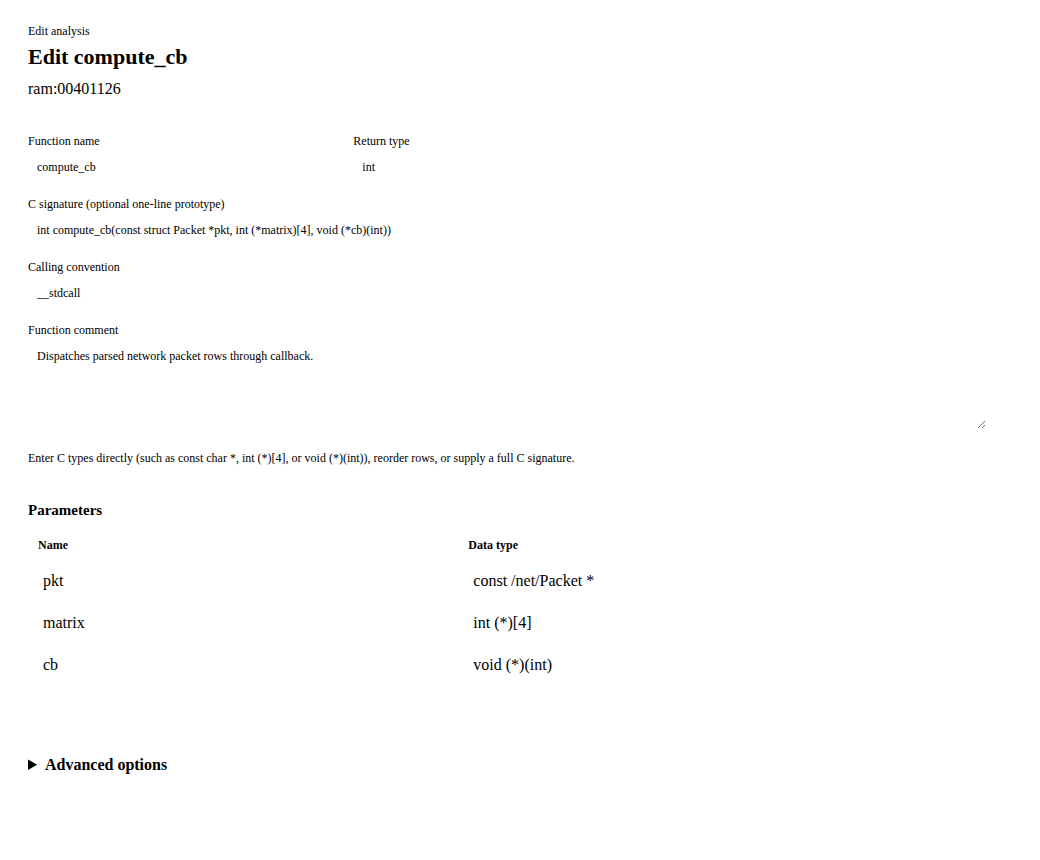 Edit analysis
Edit compute_cb
ram:00401126
Function name Return type
compute_cb int
C signature (optional one-line prototype)
int compute_cb(const struct Packet *pkt, int (*matrix)[4], void (*cb)(int))
Calling convention
__stdcall
Function comment
Dispatches parsed network packet rows through callback.
Enter C types directly (such as const char *, int (*)[4], or void (*)(int)), reorder rows, or supply a full C signature.
Parameters
Name Data type
pkt const /net/Packet *
matrix int (*)[4]
cb void (*)(int)
Advanced options